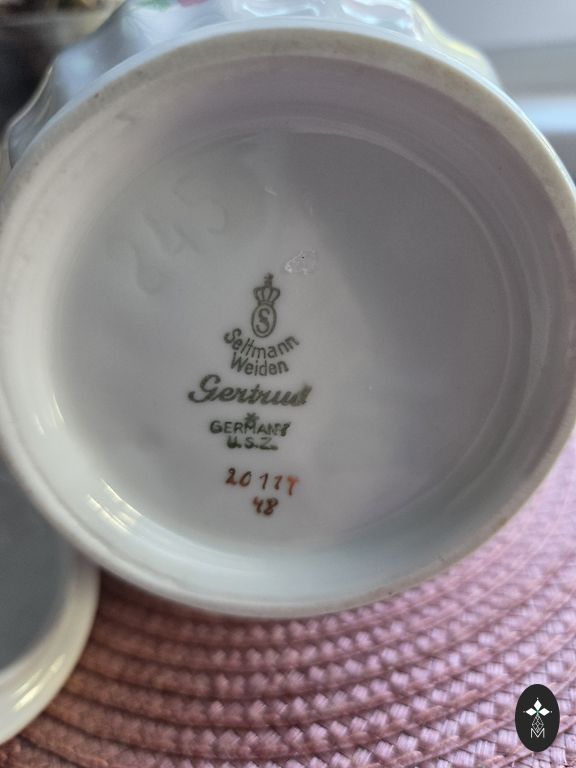 S
Seltmann
Weiden
Gertrud
GERMANY
U.S.Z.
20117
48
M